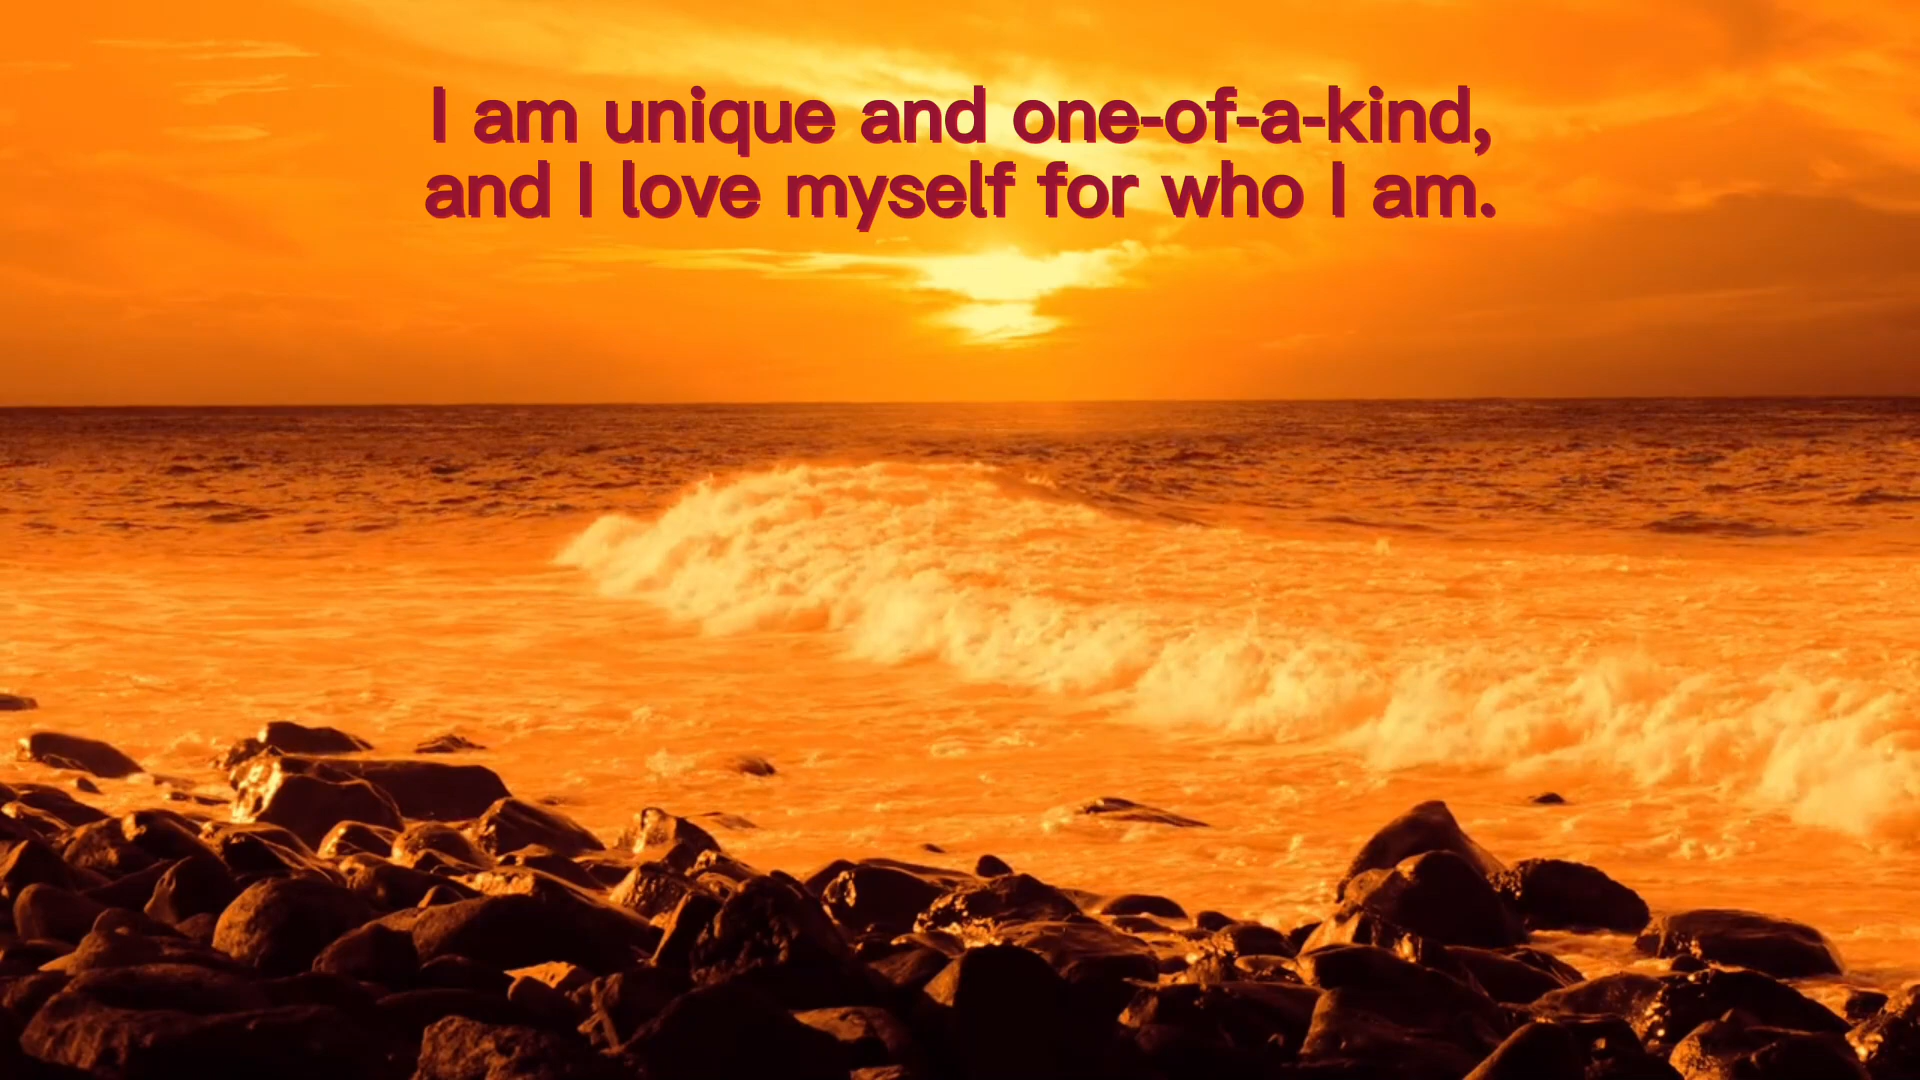 I am unique and one-of-a-kind,
and I love myself for who I am.